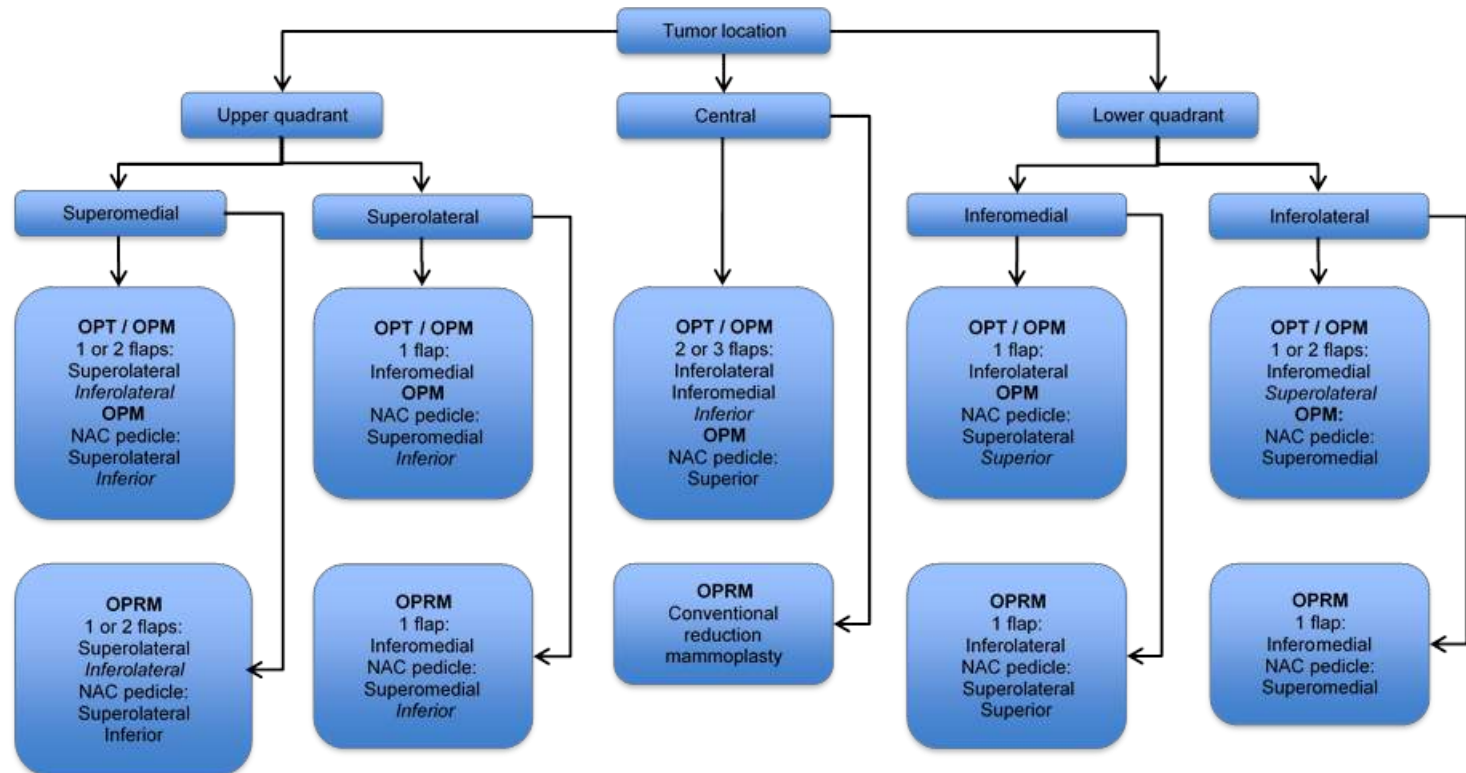 Tumor location
Upper quadrant
Central
Lower quadrant
Superomedial
Superolateral
Inferomedial
Inferolateral
OPT / OPM
1 or 2 flaps:
Superolateral
Inferolateral
OPM
NAC pedicle:
Superolateral
Inferior
OPT / OPM
1 flap:
Inferomedial
OPM
NAC pedicle:
Superomedial
Inferior
OPT / OPM
2 or 3 flaps:
Inferolateral
Inferomedial
Inferior
OPM
NAC pedicle:
Superior
OPT / OPM
1 flap:
Inferolateral
OPM
NAC pedicle:
Superolateral
Superior
OPT / OPM
1 or 2 flaps:
Inferomedial
Superolateral
OPM:
NAC pedicle:
Superomedial
OPRM
1 or 2 flaps:
Superolateral
Inferolateral
NAC pedicle:
Superolateral
Inferior
OPRM
1 flap:
Inferomedial
NAC pedicle:
Superomedial
Inferior
OPRM
Conventional
reduction
mammoplasty
OPRM
1 flap:
Inferolateral
NAC pedicle:
Superolateral
Superior
OPRM
1 flap:
Inferomedial
NAC pedicle:
Superomedial